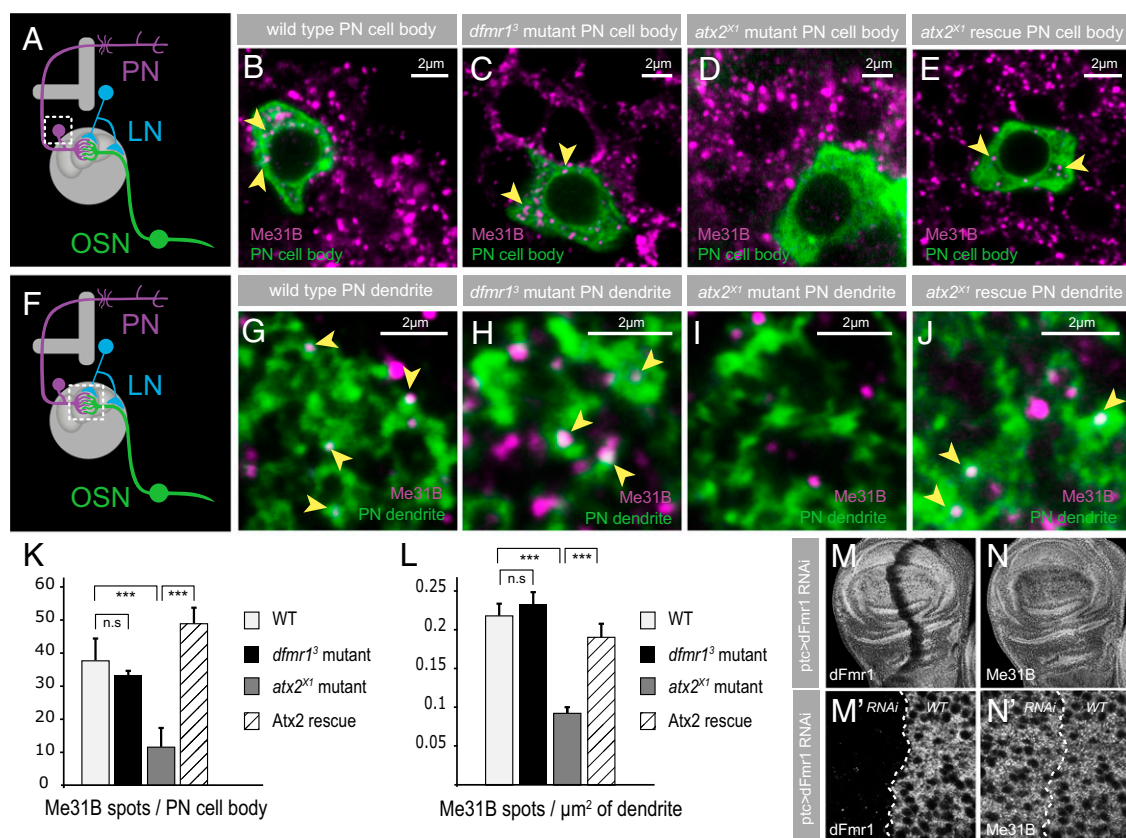 A
PN
LN
OSN
wild type PN cell body
dfmr1³ mutant PN cell body
atx2ˣ¹ mutant PN cell body
atx2ˣ¹ rescue PN cell body
B
2µm
Me31B
PN cell body
C
2µm
Me31B
PN cell body
D
2µm
Me31B
PN cell body
E
2µm
Me31B
PN cell body
F
PN
LN
OSN
wild type PN dendrite
dfmr1³ mutant PN dendrite
atx2ˣ¹ mutant PN dendrite
atx2ˣ¹ rescue PN dendrite
G
2µm
Me31B
PN dendrite
H
2µm
Me31B
PN dendrite
I
2µm
Me31B
PN dendrite
J
2µm
Me31B
PN dendrite
K
60
50
40
30
20
10
0
***
***
n.s
WT
dfmr1³ mutant
atx2ˣ¹ mutant
Atx2 rescue
Me31B spots / PN cell body
L
0.25
0.2
0.15
0.1
0.05
***
***
n.s
WT
dfmr1³ mutant
atx2ˣ¹ mutant
Atx2 rescue
Me31B spots / µm² of dendrite
ptc>dFmr1 RNAi
M
dFmr1
N
Me31B
ptc>dFmr1 RNAi
M'
RNAi
WT
dFmr1
N'
RNAi
WT
Me31B